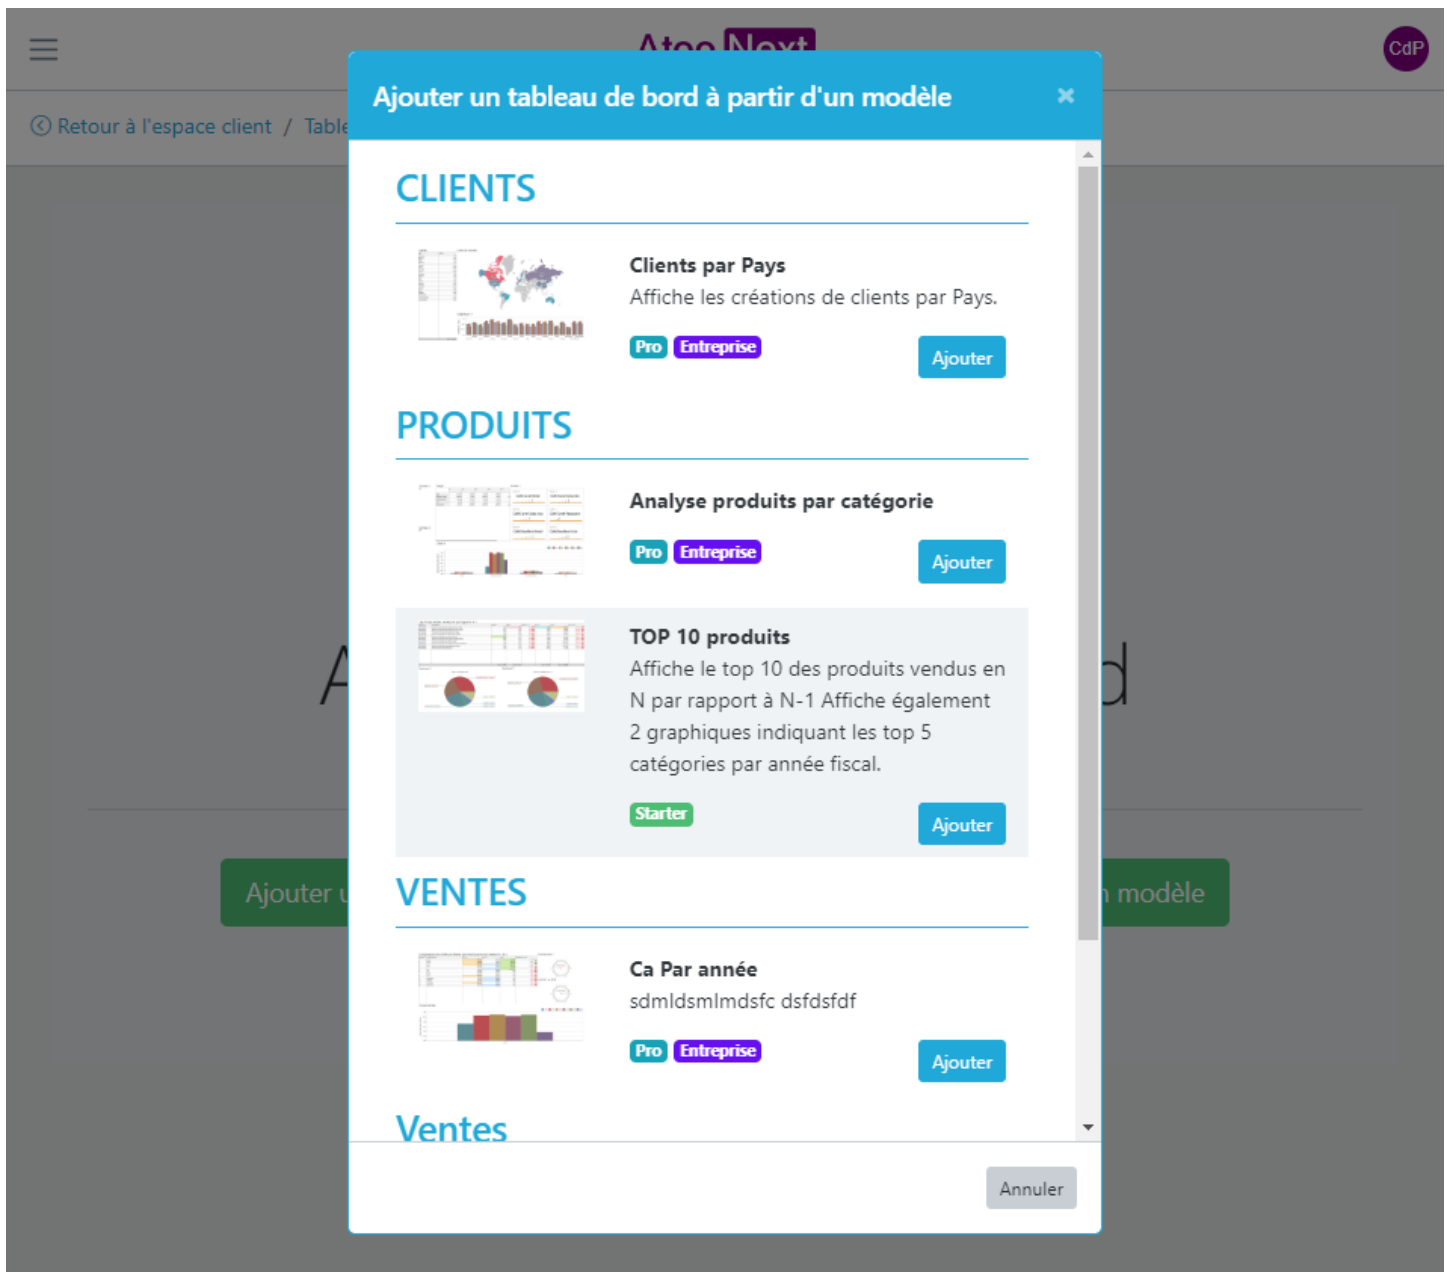 Atoo Next
CdP
Ajouter un tableau de bord à partir d'un modèle
×
Retour à l'espace client / Table
CLIENTS
Clients par Pays
Affiche les créations de clients par Pays.
Pro Entreprise
Ajouter
PRODUITS
Analyse produits par catégorie
Pro Entreprise
Ajouter
TOP 10 produits
Affiche le top 10 des produits vendus en
N par rapport à N-1 Affiche également
2 graphiques indiquant les top 5
catégories par année fiscal.
Starter
Ajouter
A d
Ajouter u
modèle
VENTES
Ca Par année
sdmldsmlmdsfc dsfdsfdf
Pro Entreprise
Ajouter
Ventes
Annuler